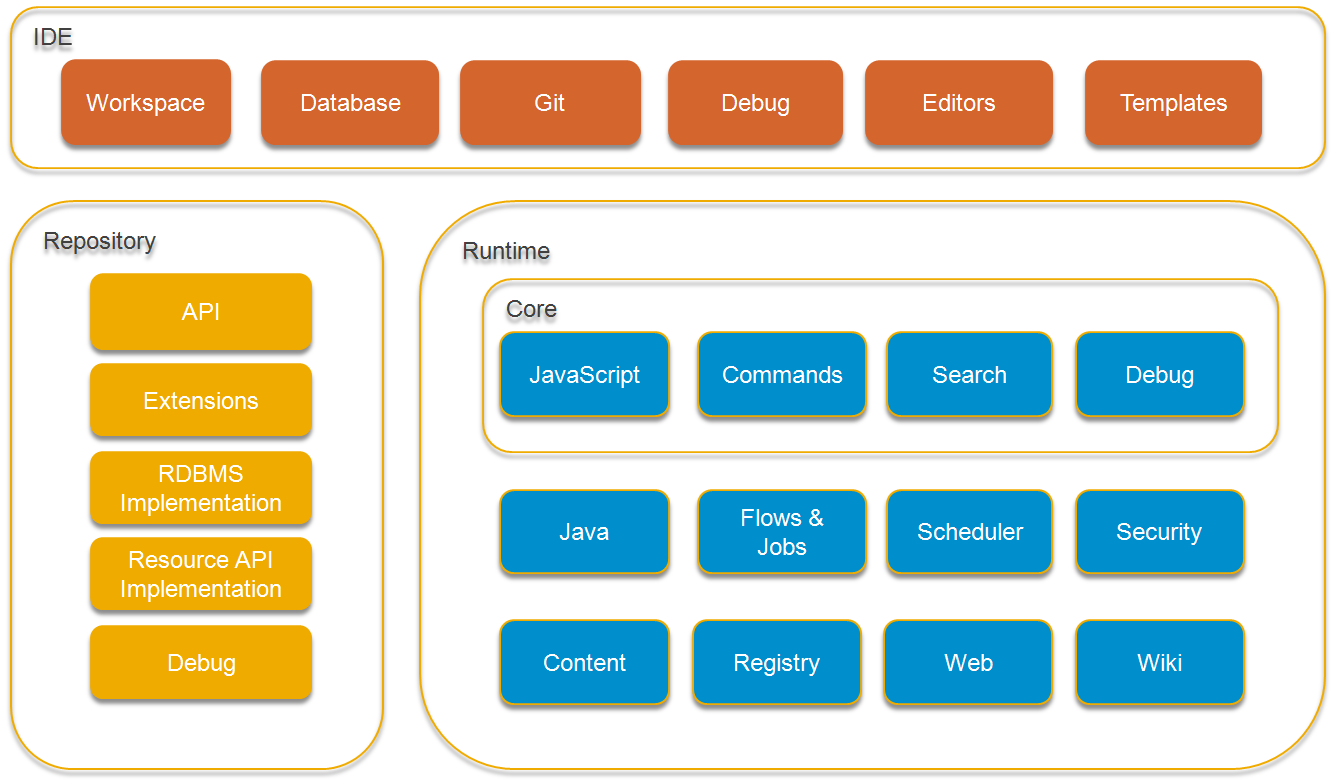 IDE
Workspace
Database
Git
Debug
Editors
Templates
Repository
API
Extensions
RDBMS
Implementation
Resource API
Implementation
Debug
Runtime
Core
JavaScript
Commands
Search
Debug
Java
Flows &
Jobs
Scheduler
Security
Content
Registry
Web
Wiki